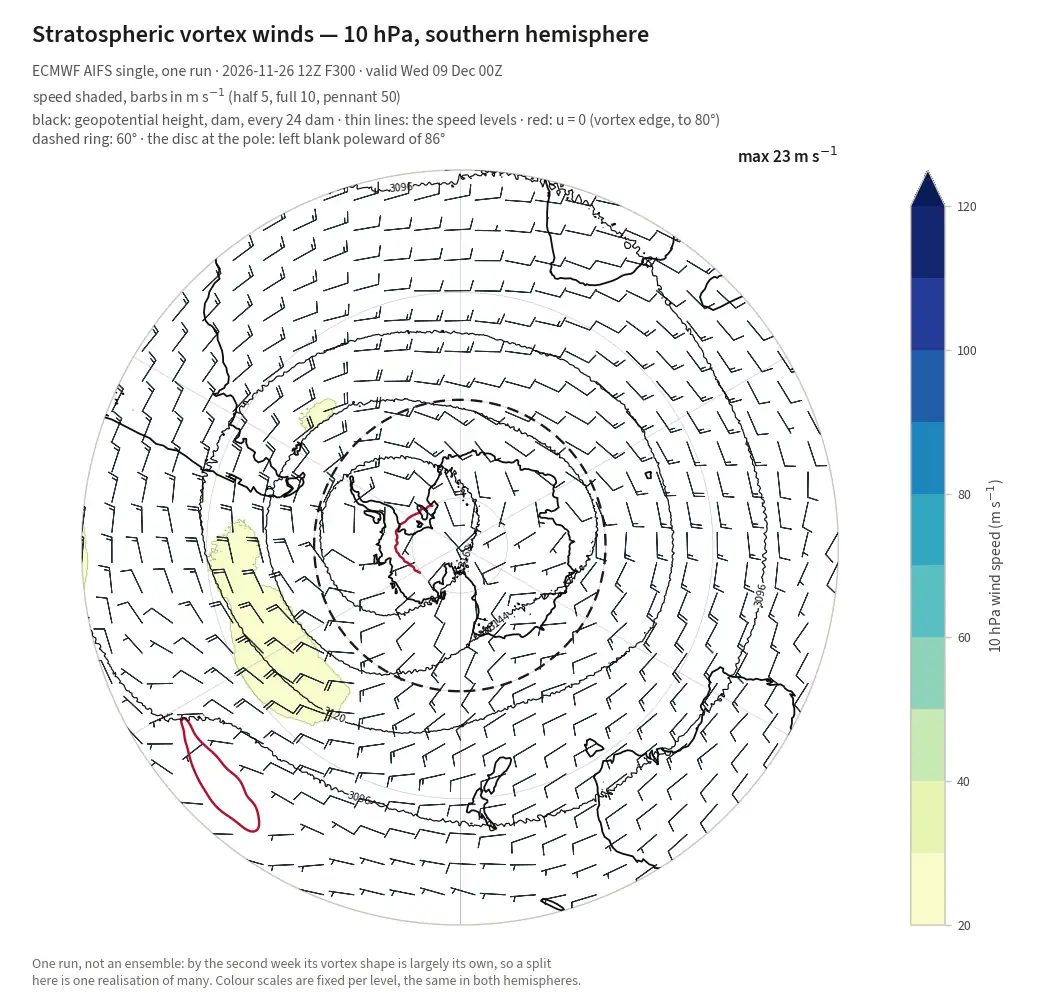 Stratospheric vortex winds — 10 hPa, southern hemisphere
ECMWF AIFS single, one run · 2026-11-26 12Z F300 · valid Wed 09 Dec 00Z
speed shaded, barbs in m s⁻¹ (half 5, full 10, pennant 50)
black: geopotential height, dam, every 24 dam · thin lines: the speed levels · red: u = 0 (vortex edge, to 80°)
dashed ring: 60° · the disc at the pole: left blank poleward of 86°
max 23 m s⁻¹
3096
120
100
80
60
40
20
10 hPa wind speed (m s⁻¹)
3096
3144
3120
3096
One run, not an ensemble: by the second week its vortex shape is largely its own, so a split
here is one realisation of many. Colour scales are fixed per level, the same in both hemispheres.